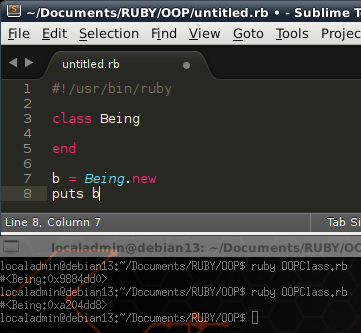 ~/Documents/RUBY/OOP/untitled.rb • - Sublime T
File Edit Selection Find View Goto Tools Projec
untitled.rb
1 #!/usr/bin/ruby
2
3 class Being
4
5 end
6
7 b = Being.new
8 puts b
Line 8, Column 7 Tab Si
localadmin@debian13: ~/Documents/RUBY/OO
localadmin@debian13:~/Documents/RUBY/OOP$ ruby OOPClass.rb
#<Being:0x9884dd0>
localadmin@debian13:~/Documents/RUBY/OOP$ ruby OOPClass.rb
#<Being:0xa204dd8>
localadmin@debian13:~/Documents/RUBY/OOP$